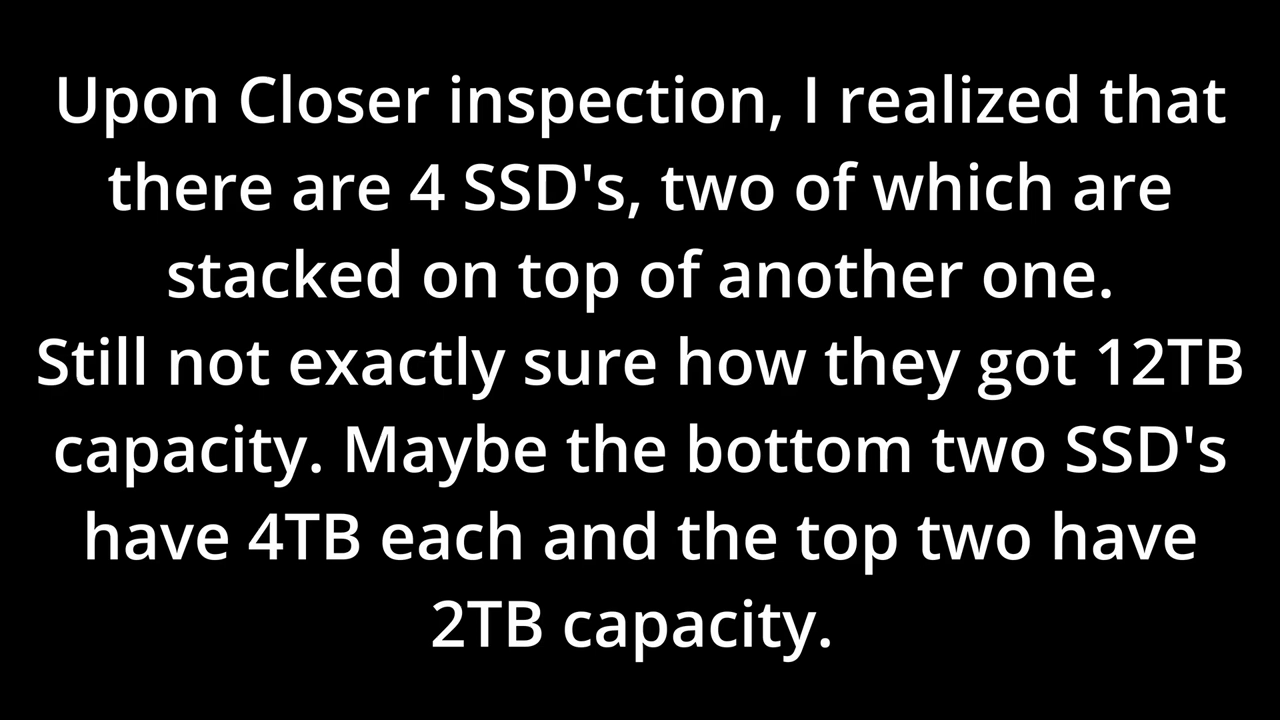 Upon Closer inspection, I realized that
there are 4 SSD's, two of which are
stacked on top of another one.
Still not exactly sure how they got 12TB
capacity. Maybe the bottom two SSD's
have 4TB each and the top two have
2TB capacity.